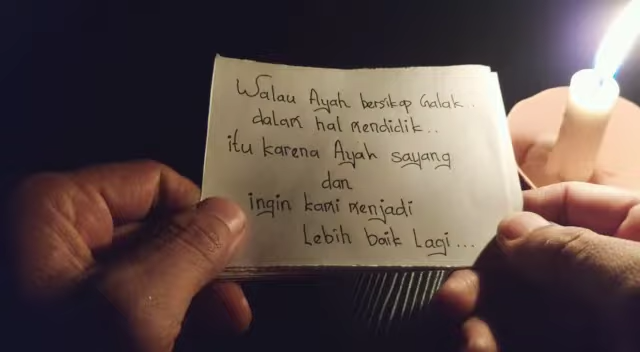 Walau Ayah bersikap Galak..
dalam hal mendidik..
itu karena Ayah sayang
dan
ingin kami menjadi
Lebih baik Lagi...